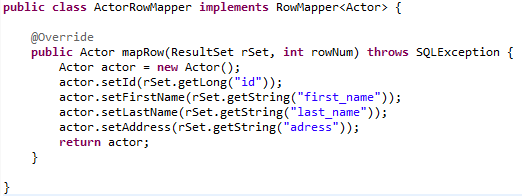 public class ActorRowMapper implements RowMapper<Actor> {
@Override
public Actor mapRow(ResultSet rSet, int rowNum) throws SQLException {
Actor actor = new Actor();
actor.setId(rSet.getLong("id"));
actor.setFirstName(rSet.getString("first_name"));
actor.setLastName(rSet.getString("last_name"));
actor.setAddress(rSet.getString("adress"));
return actor;
}
}